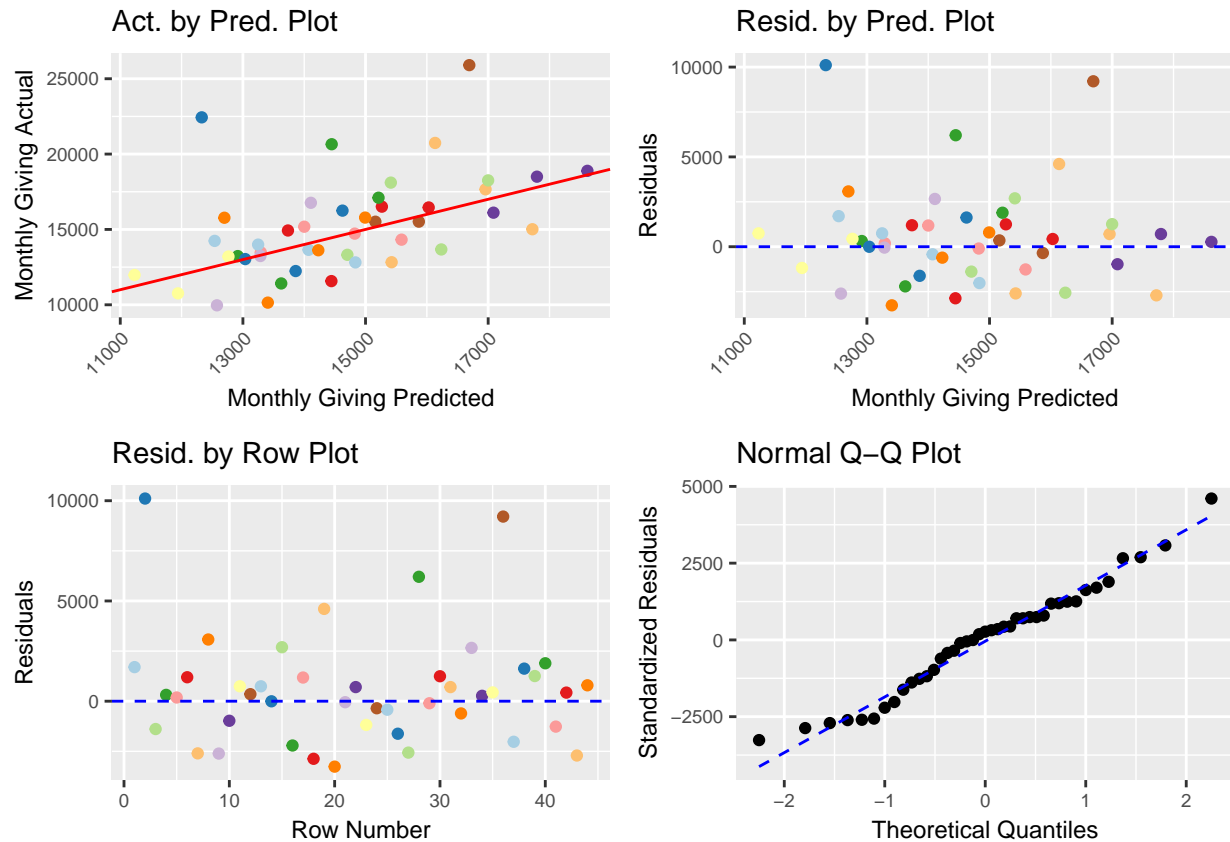 Act. by Pred. Plot
Monthly Giving Actual
25000
20000
15000
10000
11000
13000
15000
17000
Monthly Giving Predicted
Resid. by Pred. Plot
Residuals
10000
5000
0
11000
13000
15000
17000
Monthly Giving Predicted
Resid. by Row Plot
Residuals
10000
5000
0
0
10
20
30
40
Row Number
Normal Q−Q Plot
Standardized Residuals
5000
2500
0
−2500
−2
−1
0
1
2
Theoretical Quantiles